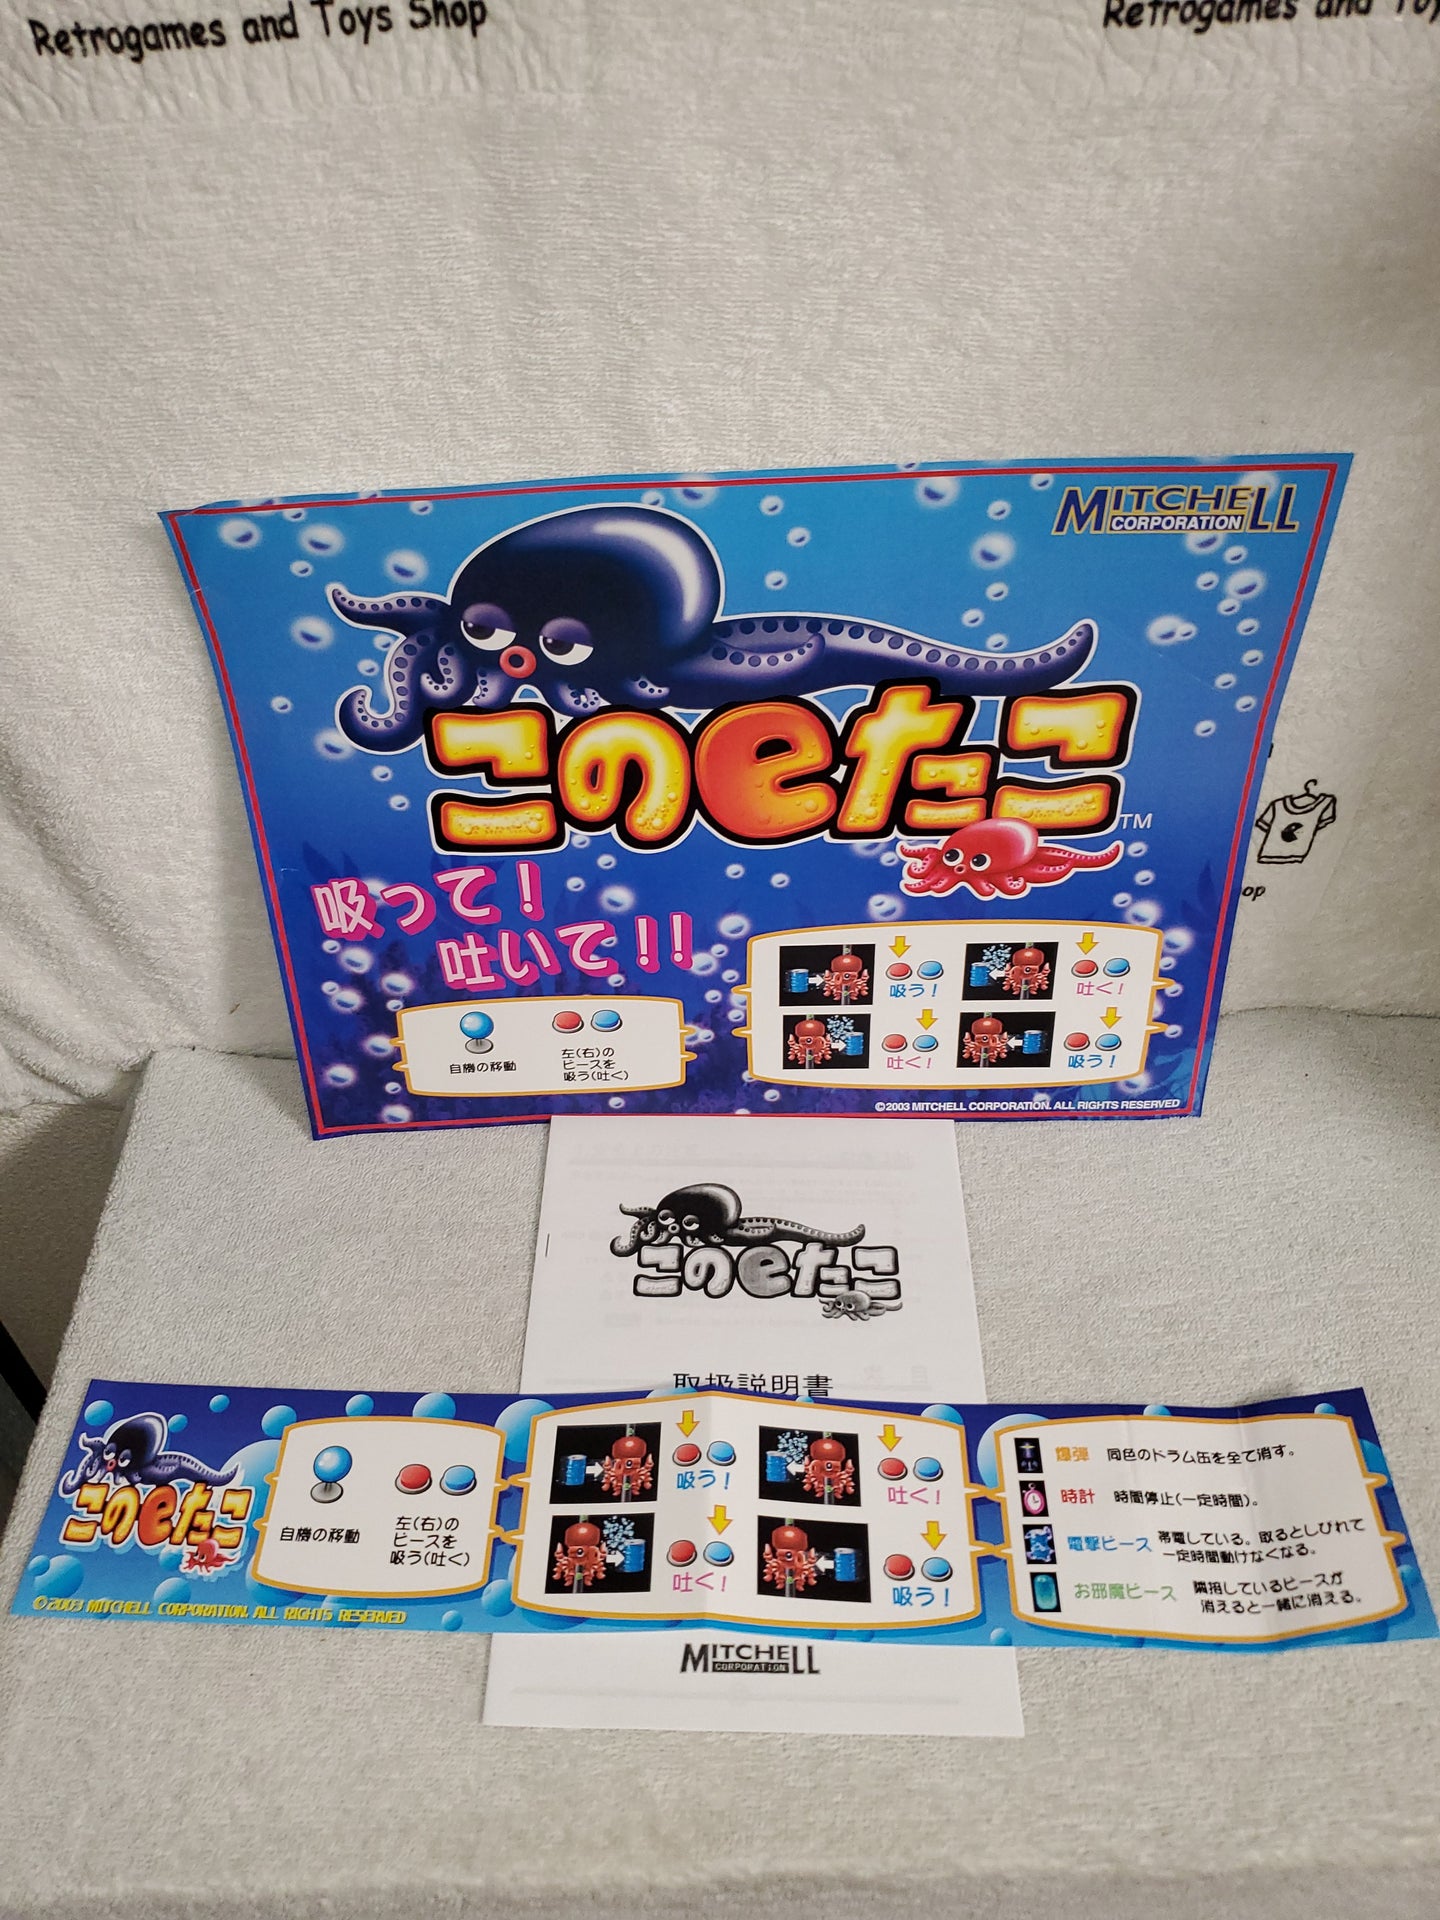 Retrogames and Toys Shop
Retrogames and Toy
MITCHELL
CORPORATION
このeたこ
TM
吸って!
吐いて!!
自機の移動
左(右)の
ピースを
吸う(吐く)
吸う!
吐く!
吐く!
吸う!
©2003 MITCHELL CORPORATION. ALL RIGHTS RESERVED
op
このeたこ
取扱説明書
このeたこ
©2003 MITCHELL CORPORATION. ALL RIGHTS RESERVED
自機の移動
左(右)の
ピースを
吸う(吐く)
吸う!
吐く!
吐く!
吸う!
爆弾 同色のドラム缶を全て消す。
時計 時間停止(一定時間)。
電撃ピース 帯電している。取るとしびれて
一定時間動けなくなる。
お邪魔ピース 隣接しているピースが
消えると一緒に消える。
MITCHELL
CORPORATION